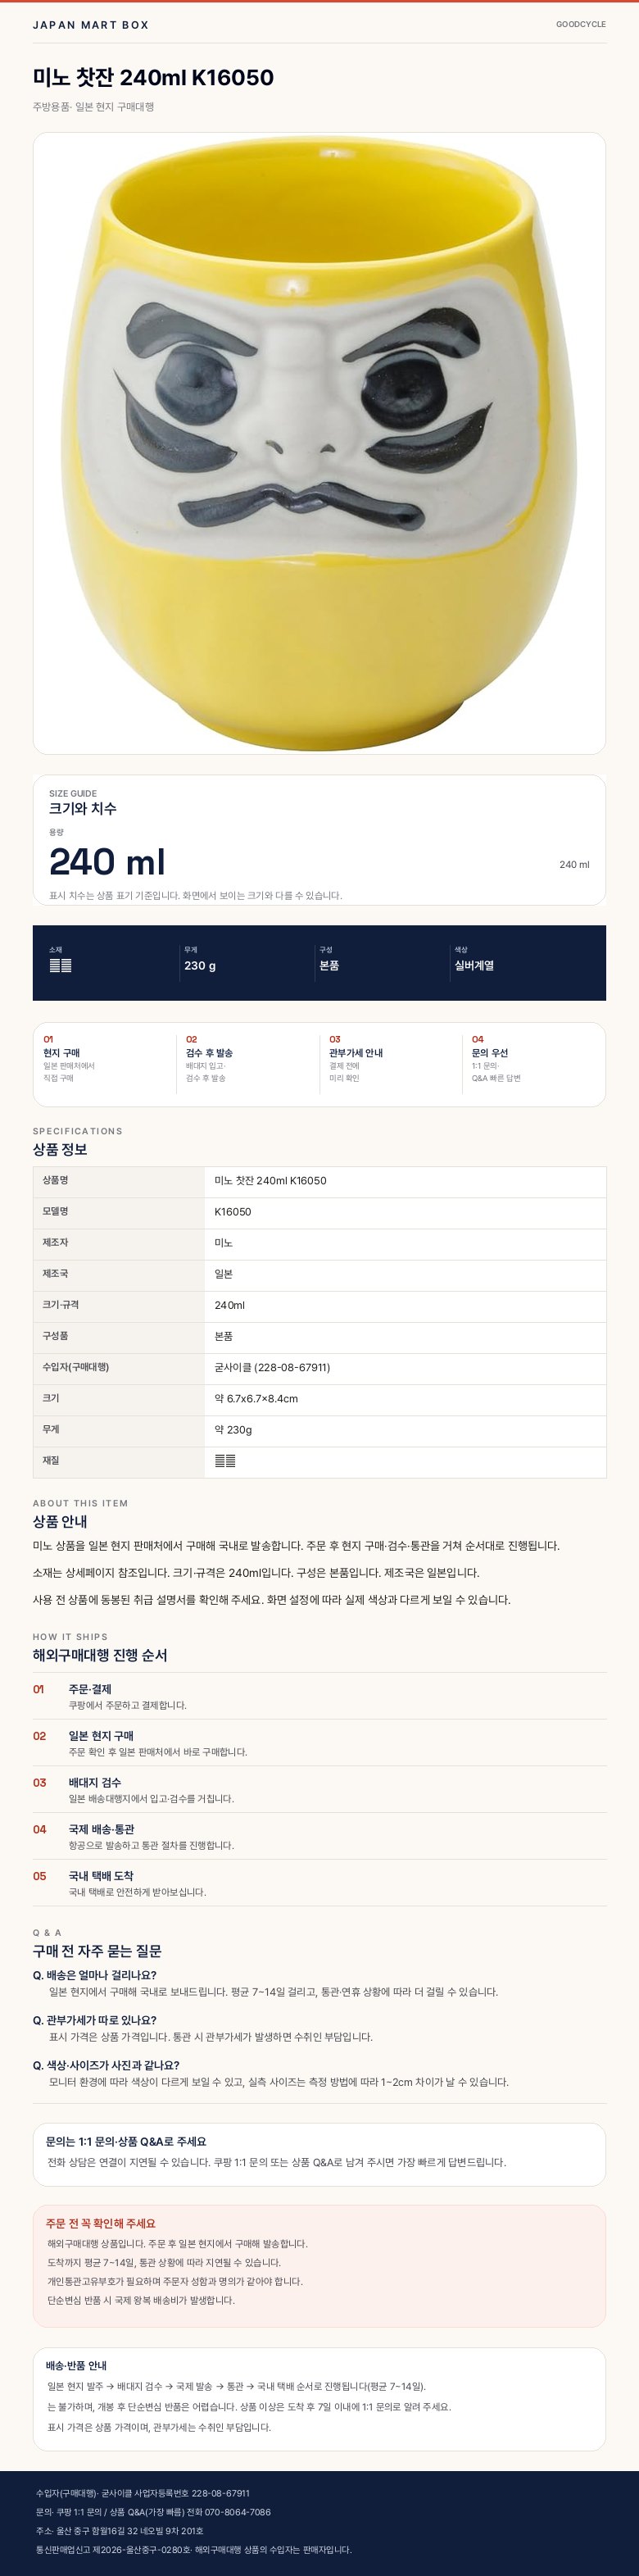 JAPAN MART BOX
GOODCYCLE
미노 찻잔 240ml K16050
주방용품· 일본 현지 구매대행
SIZE GUIDE
크기와 치수
용량
240 ml
240 ml
표시 치수는 상품 표기 기준입니다. 화면에서 보이는 크기와 다를 수 있습니다.
소재
무게
230 g
구성
본품
색상
실버계열
01
현지 구매
일본 판매처에서
직접 구매
02
검수 후 발송
배대지 입고·
검수 후 발송
03
관부가세 안내
결제 전에
미리 확인
04
문의 우선
1:1 문의·
Q&A 빠른 답변
SPECIFICATIONS
상품 정보
상품명 미노 찻잔 240ml K16050
모델명 K16050
제조자 미노
제조국 일본
크기·규격 240ml
구성품 본품
수입자(구매대행) 굳사이클 (228-08-67911)
크기 약 6.7x6.7×8.4cm
무게 약 230g
재질
ABOUT THIS ITEM
상품 안내
미노 상품을 일본 현지 판매처에서 구매해 국내로 발송합니다. 주문 후 현지 구매·검수·통관을 거쳐 순서대로 진행됩니다.
소재는 상세페이지 참조입니다. 크기·규격은 240ml입니다. 구성은 본품입니다. 제조국은 일본입니다.
사용 전 상품에 동봉된 취급 설명서를 확인해 주세요. 화면 설정에 따라 실제 색상과 다르게 보일 수 있습니다.
HOW IT SHIPS
해외구매대행 진행 순서
01 주문·결제
쿠팡에서 주문하고 결제합니다.
02 일본 현지 구매
주문 확인 후 일본 판매처에서 바로 구매합니다.
03 배대지 검수
일본 배송대행지에서 입고·검수를 거칩니다.
04 국제 배송·통관
항공으로 발송하고 통관 절차를 진행합니다.
05 국내 택배 도착
국내 택배로 안전하게 받아보십니다.
Q & A
구매 전 자주 묻는 질문
Q. 배송은 얼마나 걸리나요?
일본 현지에서 구매해 국내로 보내드립니다. 평균 7~14일 걸리고, 통관·연휴 상황에 따라 더 걸릴 수 있습니다.
Q. 관부가세가 따로 있나요?
표시 가격은 상품 가격입니다. 통관 시 관부가세가 발생하면 수취인 부담입니다.
Q. 색상·사이즈가 사진과 같나요?
모니터 환경에 따라 색상이 다르게 보일 수 있고, 실측 사이즈는 측정 방법에 따라 1~2cm 차이가 날 수 있습니다.
문의는 1:1 문의·상품 Q&A로 주세요
전화 상담은 연결이 지연될 수 있습니다. 쿠팡 1:1 문의 또는 상품 Q&A로 남겨 주시면 가장 빠르게 답변드립니다.
주문 전 꼭 확인해 주세요
해외구매대행 상품입니다. 주문 후 일본 현지에서 구매해 발송합니다.
도착까지 평균 7~14일, 통관 상황에 따라 지연될 수 있습니다.
개인통관고유부호가 필요하며 주문자 성함과 명의가 같아야 합니다.
단순변심 반품 시 국제 왕복 배송비가 발생합니다.
배송·반품 안내
일본 현지 발주 → 배대지 검수 → 국제 발송 → 통관 → 국내 택배 순서로 진행됩니다(평균 7~14일).
는 불가하며, 개봉 후 단순변심 반품은 어렵습니다. 상품 이상은 도착 후 7일 이내에 1:1 문의로 알려 주세요.
표시 가격은 상품 가격이며, 관부가세는 수취인 부담입니다.
수입자(구매대행)· 굳사이클 사업자등록번호 228-08-67911
문의· 쿠팡 1:1 문의 / 상품 Q&A(가장 빠름) 전화 070-8064-7086
주소· 울산 중구 함월16길 32 네오빌 9차 201호
통신판매업신고 제2026-울산중구-0280호· 해외구매대행 상품의 수입자는 판매자입니다.